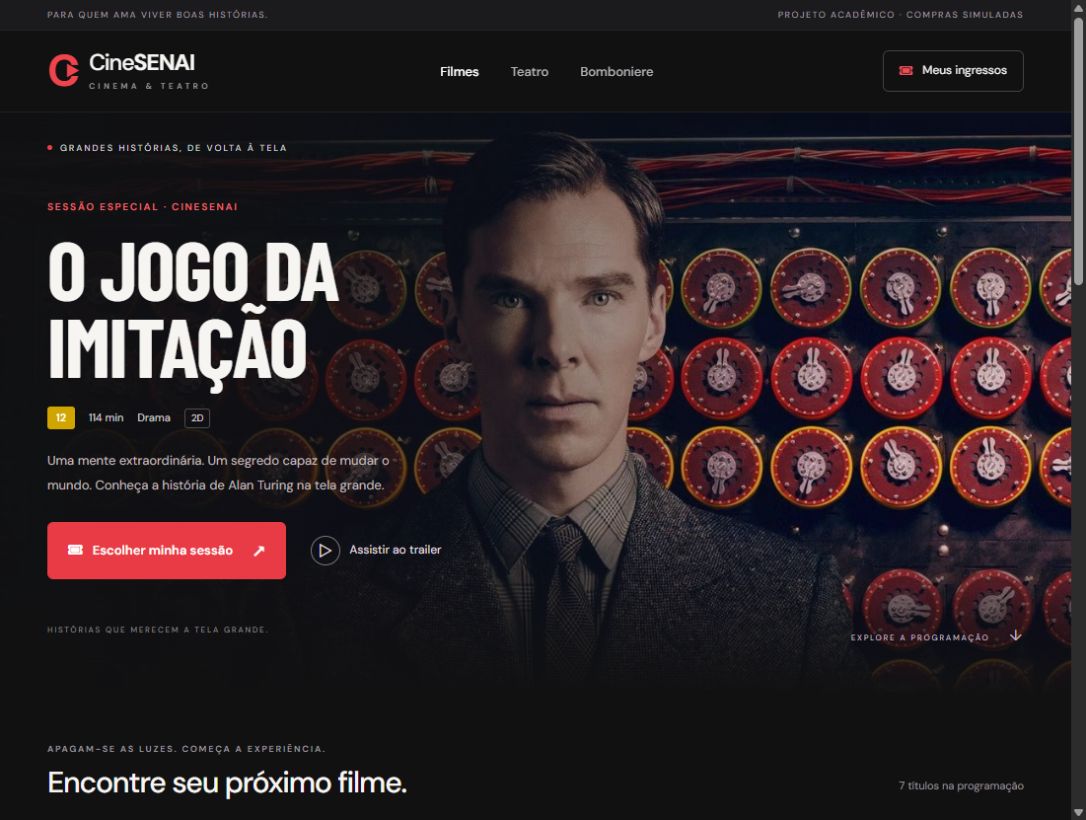 PARA QUEM AMA VIVER BOAS HISTÓRIAS.
PROJETO ACADÊMICO · COMPRAS SIMULADAS
CineSENAI
CINEMA & TEATRO
Filmes
Teatro
Bomboniere
Meus ingressos
GRANDES HISTÓRIAS, DE VOLTA À TELA
SESSÃO ESPECIAL · CINESENAI
O JOGO DA
IMITAÇÃO
12 114 min Drama 2D
Uma mente extraordinária. Um segredo capaz de mudar o
mundo. Conheça a história de Alan Turing na tela grande.
Escolher minha sessão
Assistir ao trailer
HISTÓRIAS QUE MERECEM A TELA GRANDE.
EXPLORE A PROGRAMAÇÃO
APAGAM-SE AS LUZES. COMEÇA A EXPERIÊNCIA.
Encontre seu próximo filme.
7 títulos na programação